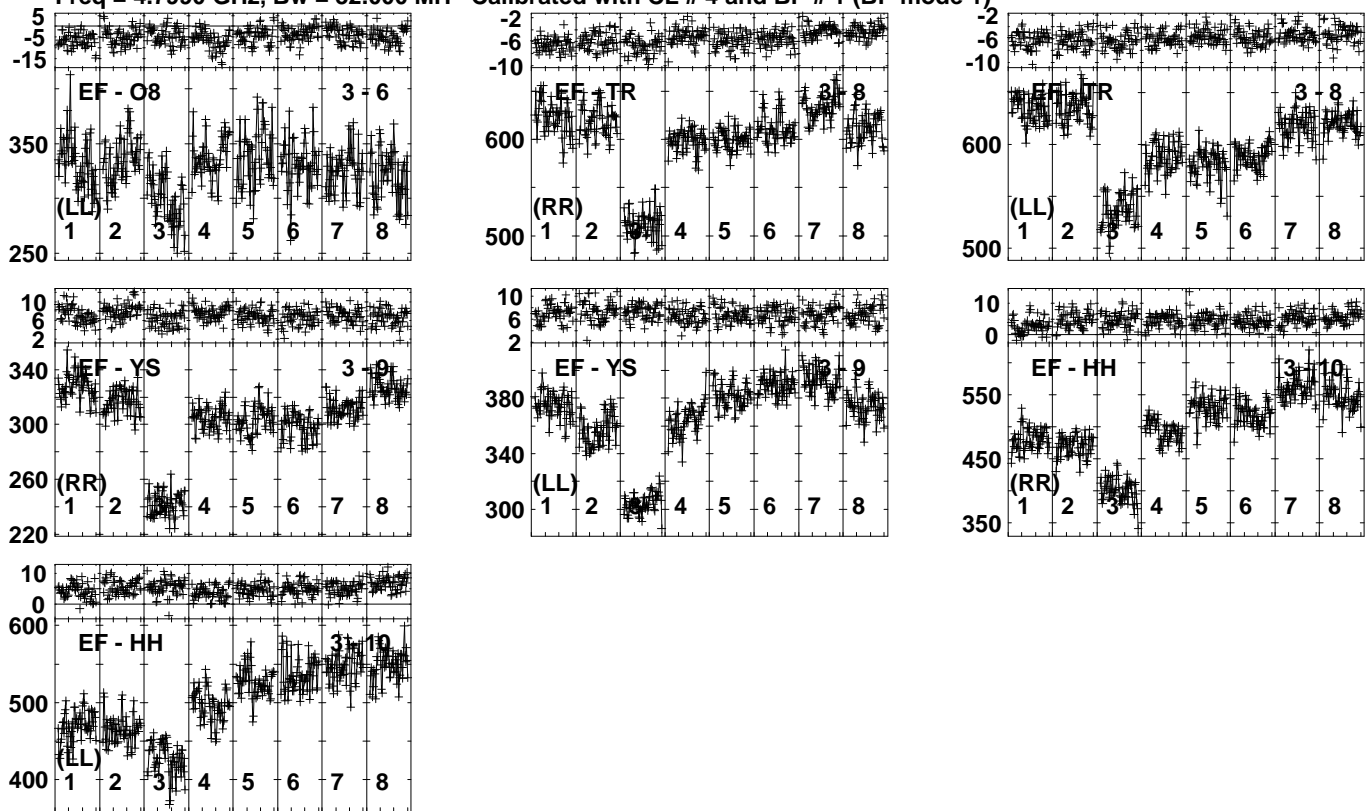 Freq = 4.7990 GHz, Bw = 32.000 MH Calibrated with CL # 4 and BP # 1 (BP mode 1)
5
-5
-15
EF - O8 3 - 6
350
(LL)
250
1 2 3 4 5 6 7 8
-2
-6
-10
EF - TR 3 - 8
600
(RR)
500
1 2 3 4 5 6 7 8
-2
-6
-10
EF - TR 3 - 8
600
(LL)
500
1 2 3 4 5 6 7 8
10
6
2
340
EF - YS 3 - 9
300
260
(RR)
220
1 2 3 4 5 6 7 8
10
6
2
EF - YS 3 - 9
380
340
(LL)
300
1 2 3 4 5 6 7 8
10
0
EF - HH 3 - 10
550
450
(RR)
350
1 2 3 4 5 6 7 8
10
0
600
EF - HH 3 - 10
500
(LL)
400
1 2 3 4 5 6 7 8